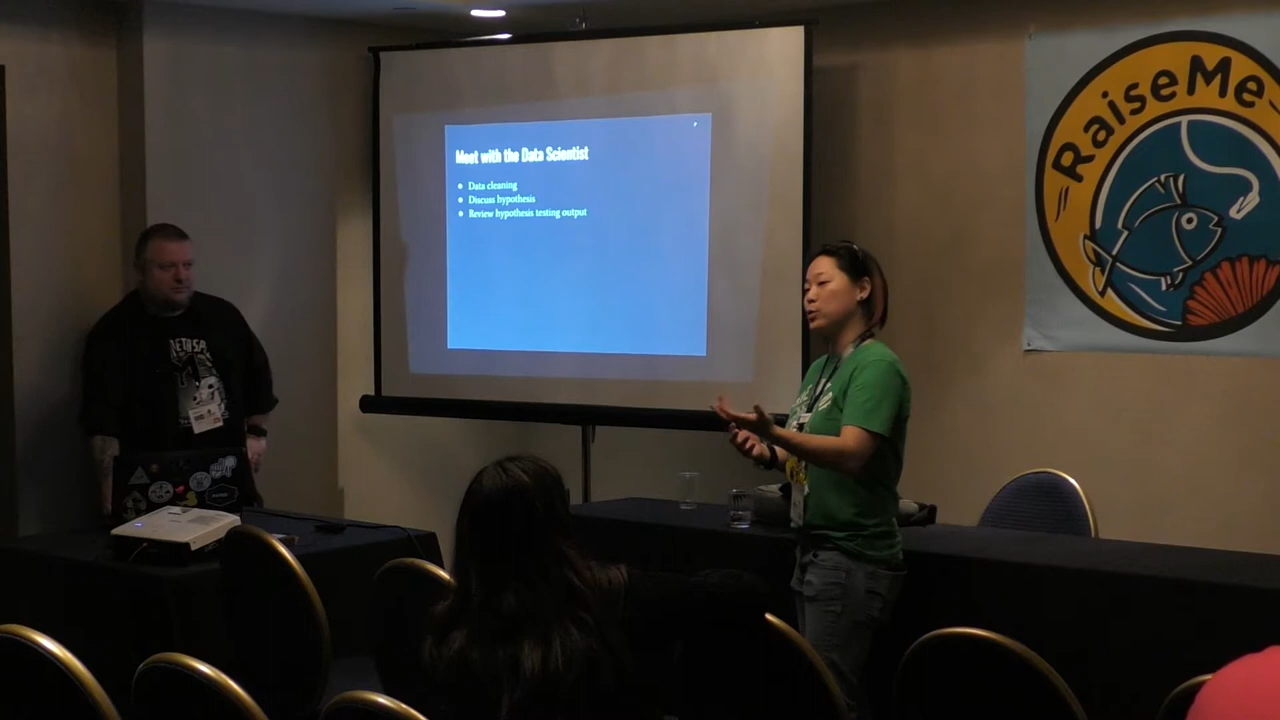 Meet with the Data Scientist
Data cleaning
Discuss hypothesis
Review hypothesis testing output
RaiseMe